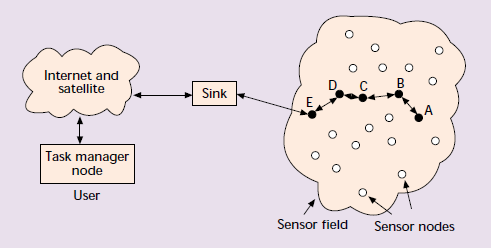 Internet and
satellite
Sink
Task manager
node
User
E
D
C
B
A
Sensor field
Sensor nodes